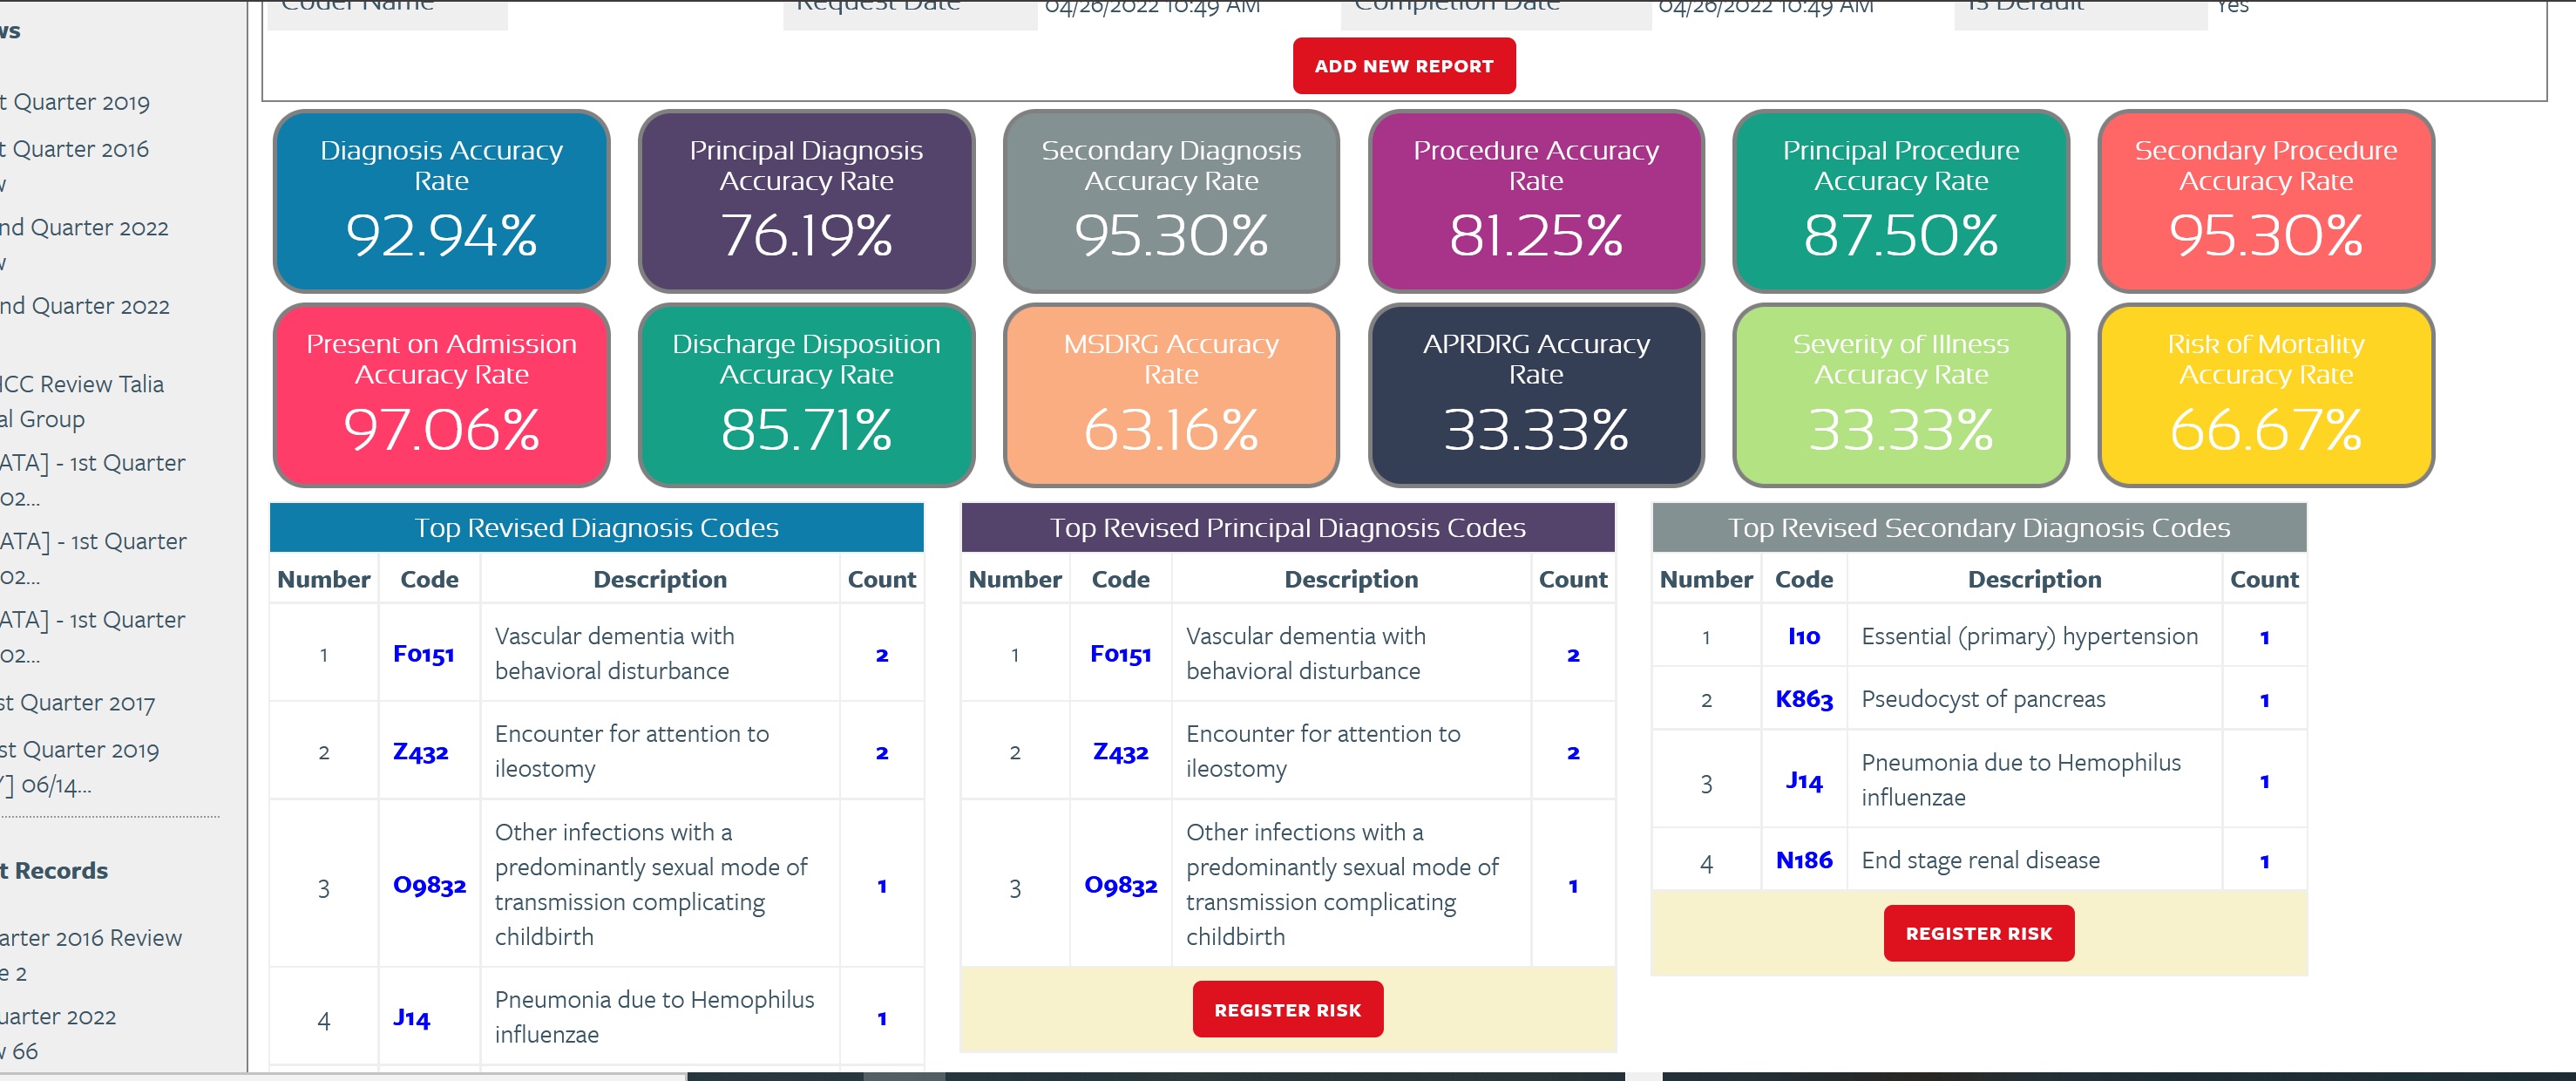 Coder Name
Request Date
04/26/2022 10:49 AM
Completion Date
04/26/2022 10:49 AM
Is Default
Yes
ADD NEW REPORT
ws
t Quarter 2019
t Quarter 2016
w
nd Quarter 2022
w
nd Quarter 2022
HCC Review Talia
al Group
ATA] - 1st Quarter
02...
ATA] - 1st Quarter
02...
ATA] - 1st Quarter
02...
st Quarter 2017
st Quarter 2019
Y] 06/14...
t Records
arter 2016 Review
e 2
uarter 2022
w 66
Diagnosis Accuracy
Rate
92.94%
Principal Diagnosis
Accuracy Rate
76.19%
Secondary Diagnosis
Accuracy Rate
95.30%
Procedure Accuracy
Rate
81.25%
Principal Procedure
Accuracy Rate
87.50%
Secondary Procedure
Accuracy Rate
95.30%
Present on Admission
Accuracy Rate
97.06%
Discharge Disposition
Accuracy Rate
85.71%
MSDRG Accuracy
Rate
63.16%
APRDRG Accuracy
Rate
33.33%
Severity of Illness
Accuracy Rate
33.33%
Risk of Mortality
Accuracy Rate
66.67%
Top Revised Diagnosis Codes
Number Code Description Count
1 F0151 Vascular dementia with
behavioral disturbance 2
2 Z432 Encounter for attention to
ileostomy 2
3 O9832 Other infections with a
predominantly sexual mode of
transmission complicating
childbirth 1
4 J14 Pneumonia due to Hemophilus
influenzae 1
Top Revised Principal Diagnosis Codes
Number Code Description Count
1 F0151 Vascular dementia with
behavioral disturbance 2
2 Z432 Encounter for attention to
ileostomy 2
3 O9832 Other infections with a
predominantly sexual mode of
transmission complicating
childbirth 1
REGISTER RISK
Top Revised Secondary Diagnosis Codes
Number Code Description Count
1 I10 Essential (primary) hypertension 1
2 K863 Pseudocyst of pancreas 1
3 J14 Pneumonia due to Hemophilus
influenzae 1
4 N186 End stage renal disease 1
REGISTER RISK